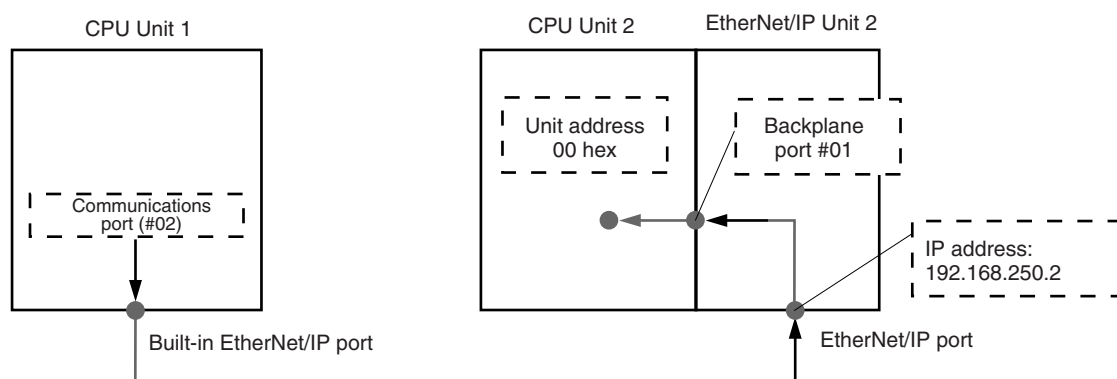 CPU Unit 1
CPU Unit 2
EtherNet/IP Unit 2
Unit address
00 hex
Backplane
port #01
Communications
port (#02)
IP address:
192.168.250.2
Built-in EtherNet/IP port
EtherNet/IP port